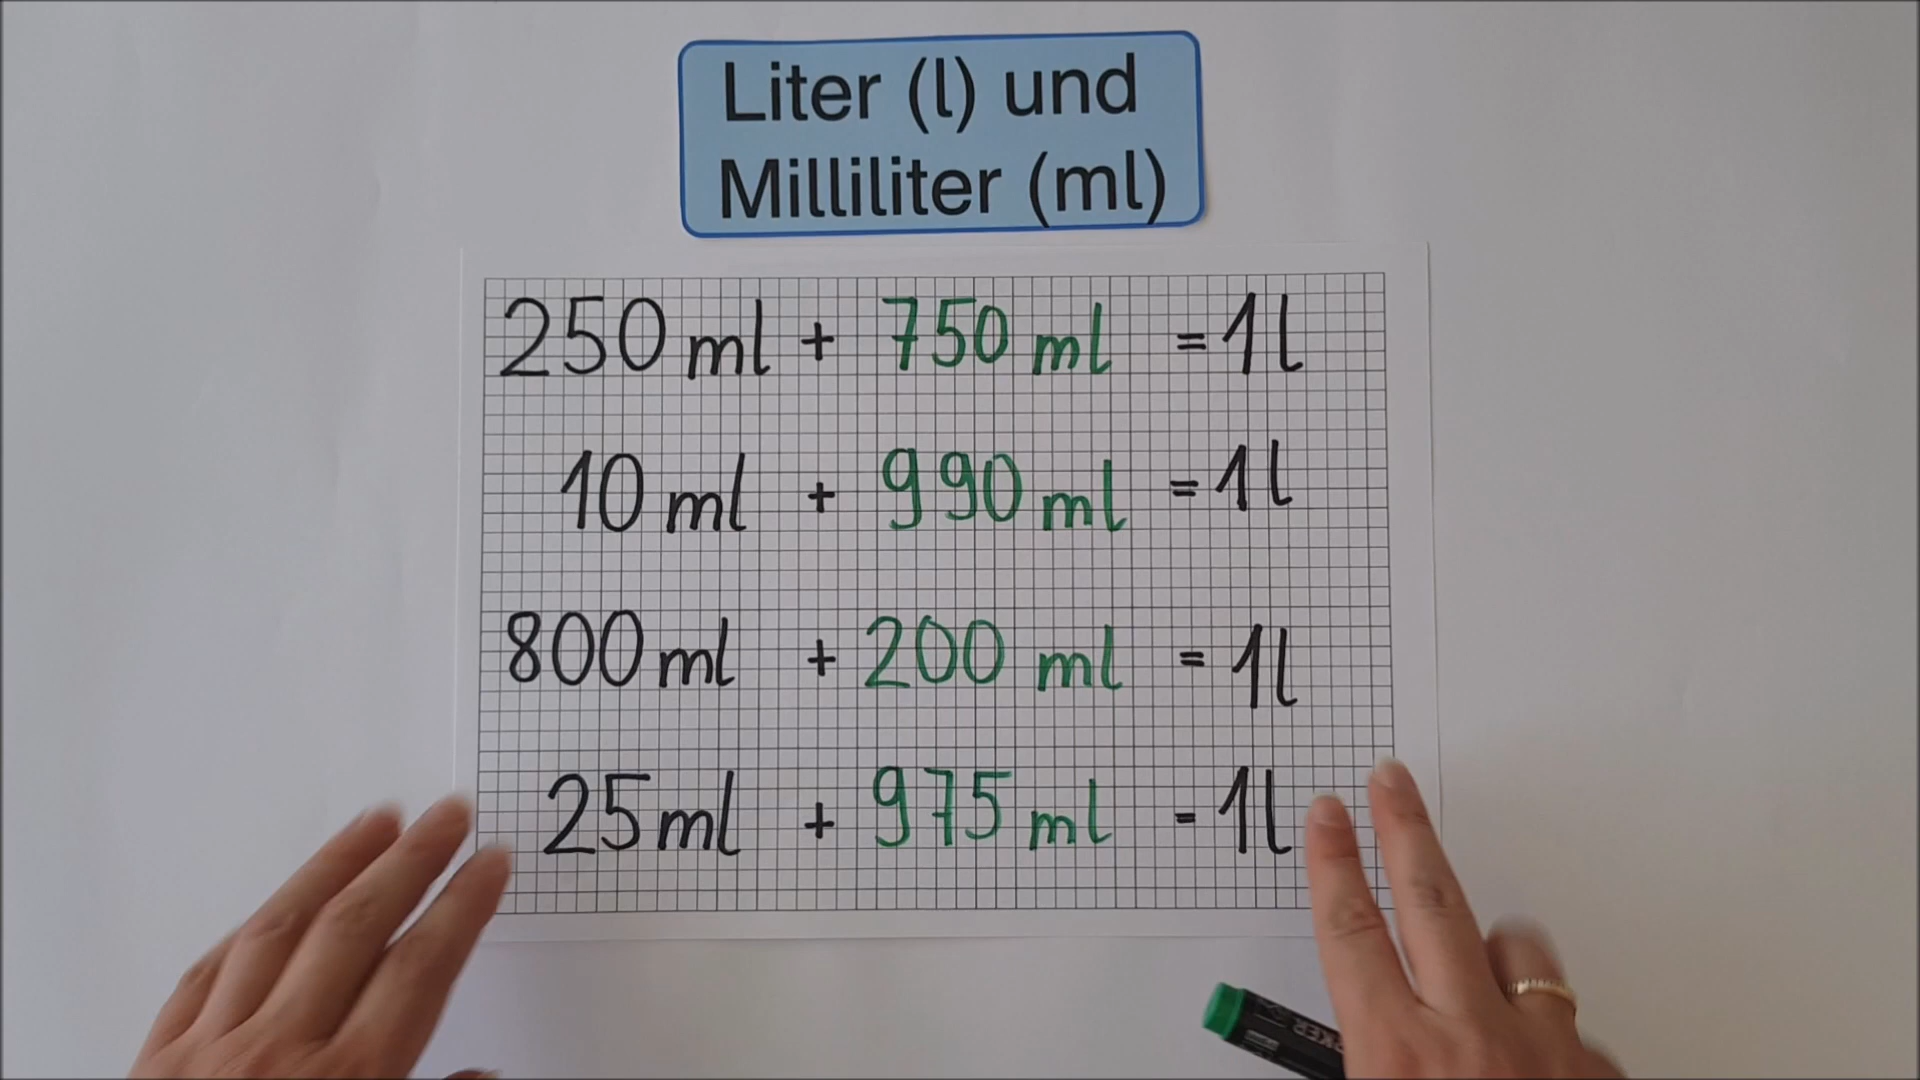 Liter (l) und
Milliliter (ml)
250 ml + 750 ml = 1 l
10 ml + 990 ml = 1 l
800 ml + 200 ml = 1 l
25 ml + 975 ml = 1 l